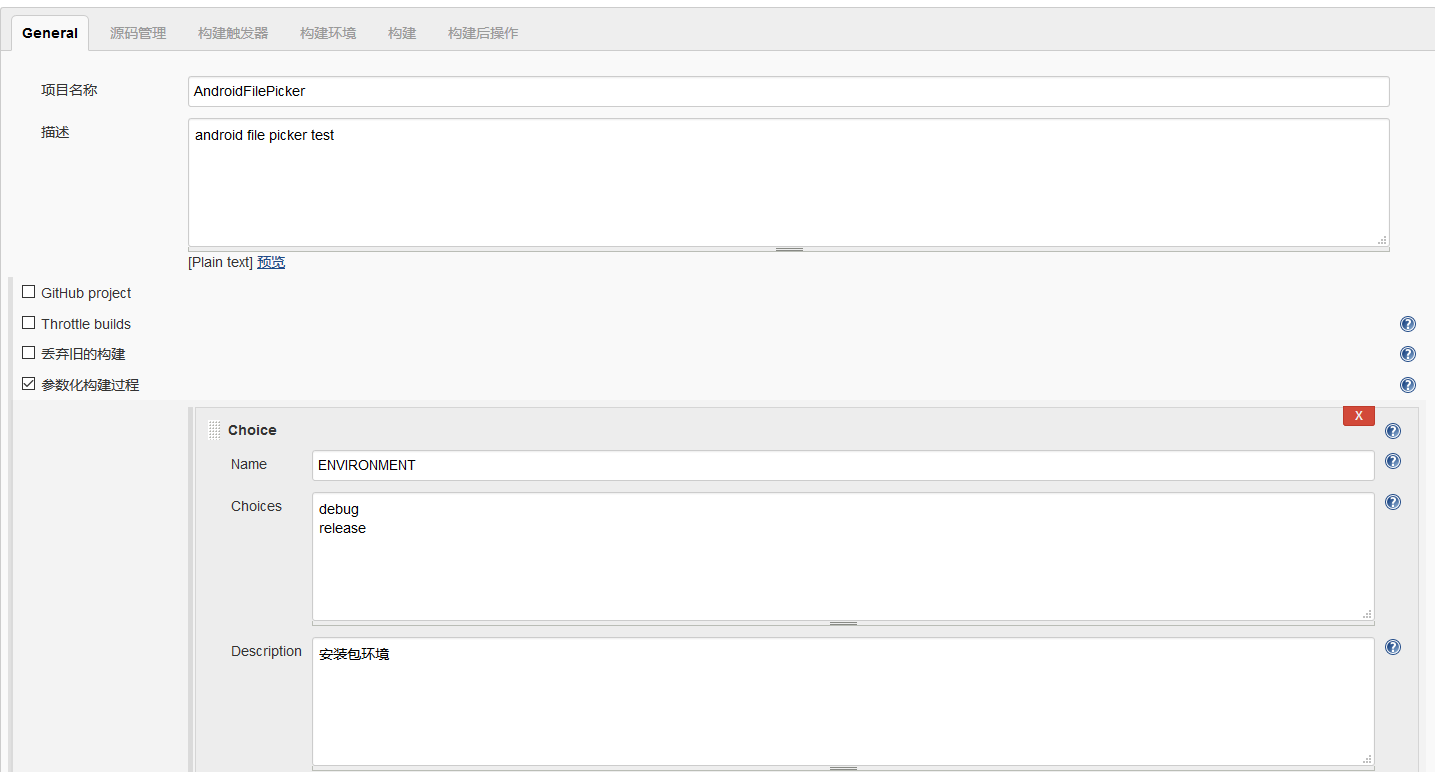 General 源码管理 构建触发器 构建环境 构建 构建后操作
项目名称 AndroidFilePicker
描述 android file picker test
[Plain text] 预览
GitHub project
Throttle builds
丢弃旧的构建
参数化构建过程
X
Choice
Name ENVIRONMENT
Choices debug
release
Description 安装包环境